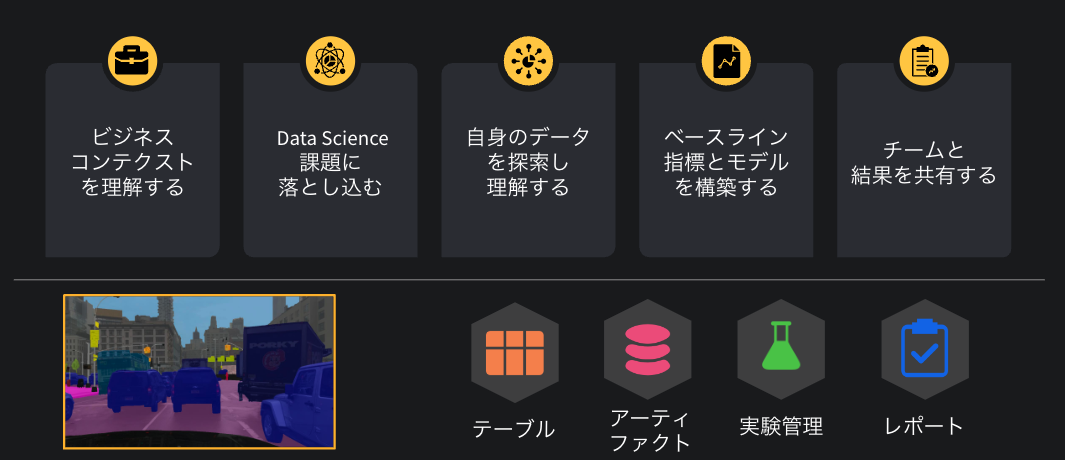 ビジネス
コンテクスト
を理解する
Data Science
課題に
落とし込む
自身のデータ
を探索し
理解する
ベースライン
指標とモデル
を構築する
チームと
結果を共有する
PORKY
テーブル
アーティ
ファクト
実験管理
レポート